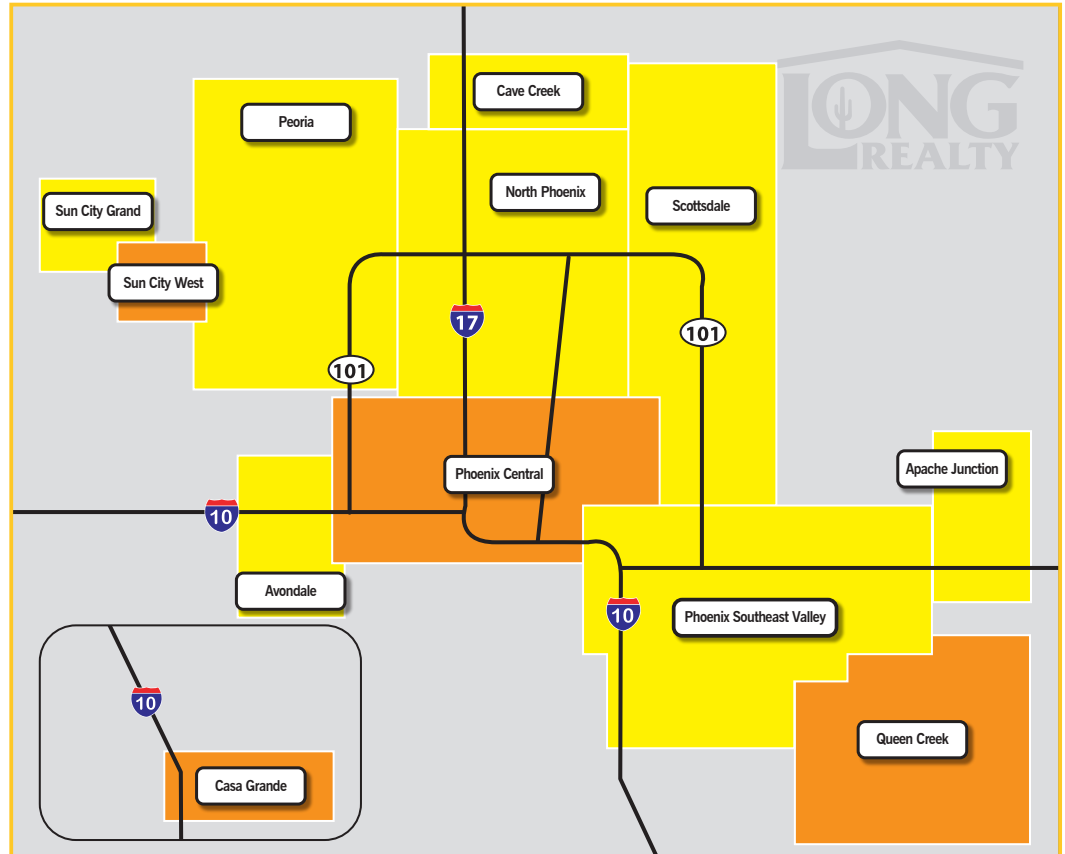 LONG
REALTY
Cave Creek
Peoria
North Phoenix
Scottsdale
Sun City Grand
Sun City West
17
101
101
Phoenix Central
Apache Junction
10
Avondale
10
Phoenix Southeast Valley
10
Queen Creek
Casa Grande